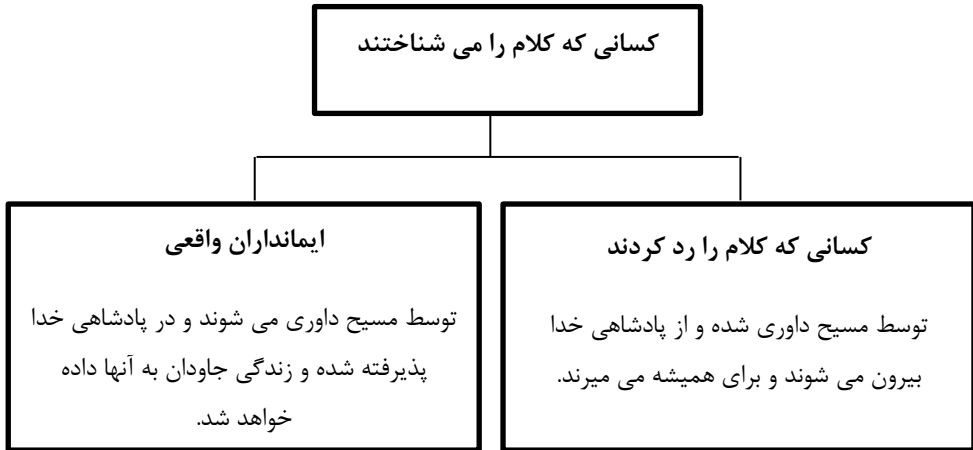 کسانی که کلام را می شناختند
کسانی که کلام را رد کردند
توسط مسیح داوری شده و از پادشاهی خدا
بیرون می شوند و برای همیشه می میرند.
ایمانداران واقعی
توسط مسیح داوری می شوند و در پادشاهی خدا
پذیرفته شده و زندگی جاودان به آنها داده
خواهد شد.